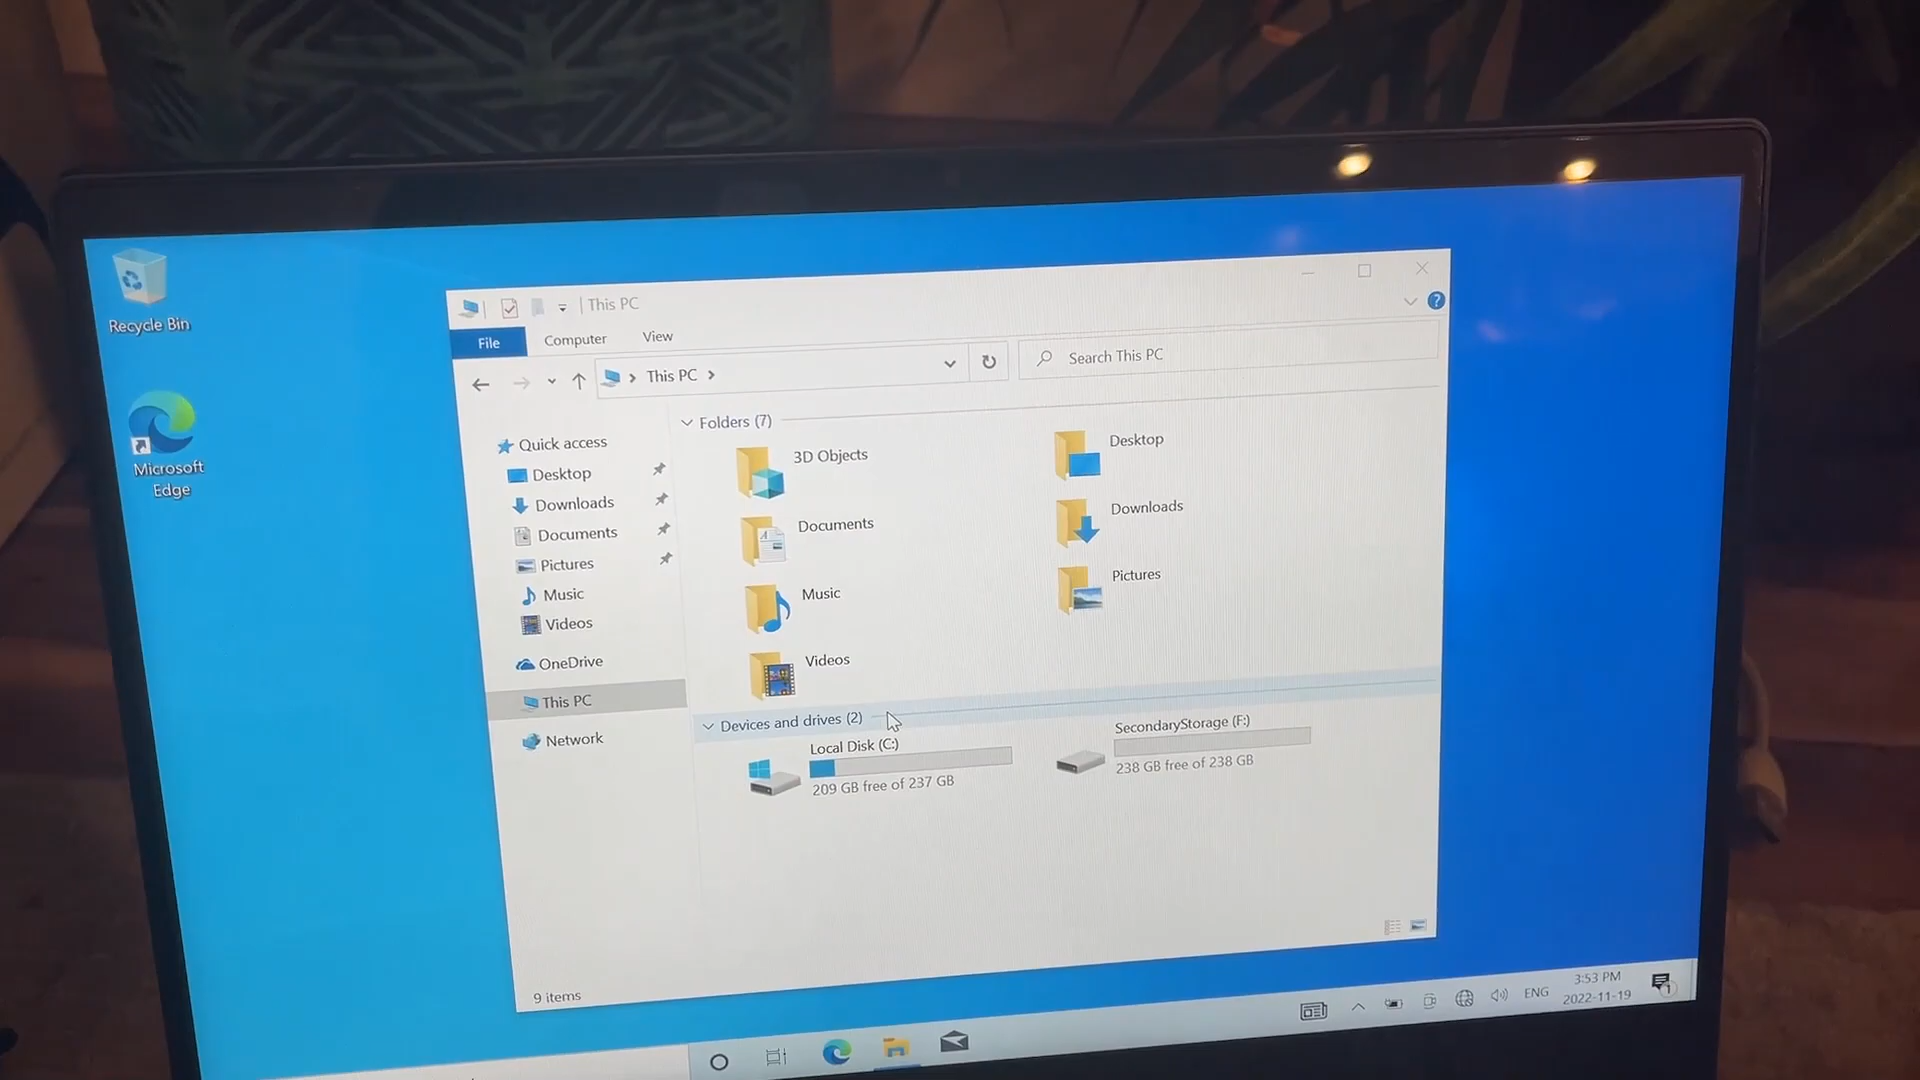 Recycle Bin
Microsoft
Edge
This PC
File
Computer
View
This PC
Search This PC
Quick access
Desktop
Downloads
Documents
Pictures
Music
Videos
OneDrive
This PC
Network
Folders (7)
3D Objects
Desktop
Documents
Downloads
Music
Pictures
Videos
Devices and drives (2)
Local Disk (C:)
209 GB free of 237 GB
SecondaryStorage (F:)
238 GB free of 238 GB
9 items
ENG
3:53 PM
2022-11-19
1